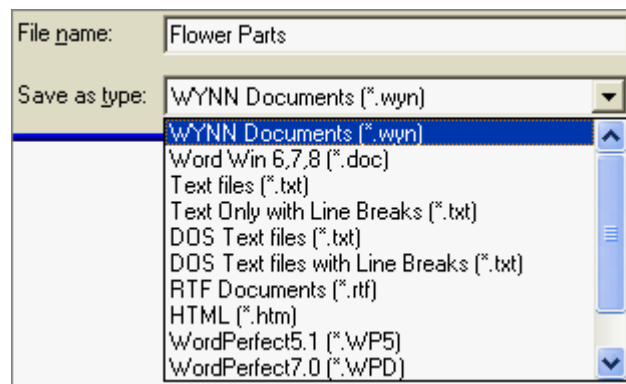 File name: Flower Parts
Save as type: WYNN Documents (*.wyn)
WYNN Documents (*.wyn)
Word Win 6,7,8 (*.doc)
Text files (*.txt)
Text Only with Line Breaks (*.txt)
DOS Text files (*.txt)
DOS Text files with Line Breaks (*.txt)
RTF Documents (*.rtf)
HTML (*.htm)
WordPerfect5.1 (*.WP5)
WordPerfect7.0 (*.WPD)